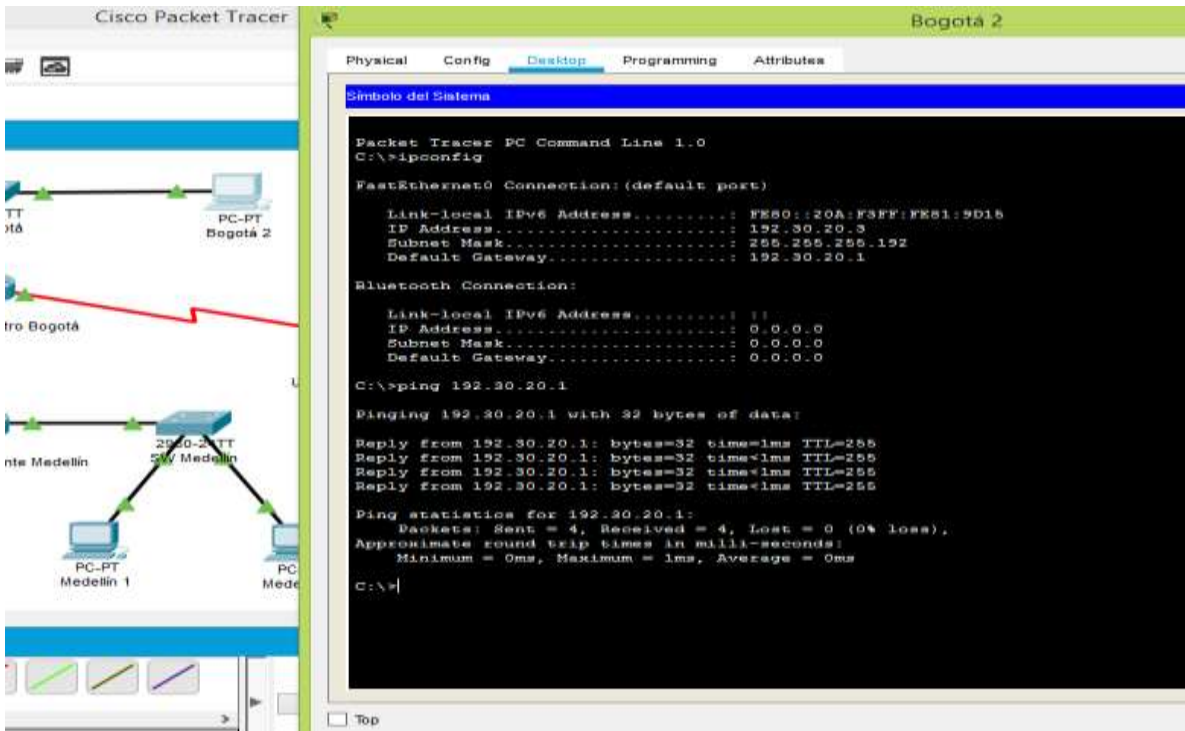 Cisco Packet Tracer
Bogotá 2
Physical Config Desktop Programming Attributes
Símbolo del Sistema
Packet Tracer PC Command Line 1.0
C:\>ipconfig
FastEthernet0 Connection:(default port)
Link-local IPv6 Address.........: FE80::20A:F3FF:FE81:9D15
IP Address......................: 192.30.20.3
Subnet Mask.....................: 255.255.255.192
Default Gateway.................: 192.30.20.1
Bluetooth Connection:
Link-local IPv6 Address.........: ::
IP Address......................: 0.0.0.0
Subnet Mask.....................: 0.0.0.0
Default Gateway.................: 0.0.0.0
C:\>ping 192.30.20.1
Pinging 192.30.20.1 with 32 bytes of data:
Reply from 192.30.20.1: bytes=32 time=1ms TTL=255
Reply from 192.30.20.1: bytes=32 time<1ms TTL=255
Reply from 192.30.20.1: bytes=32 time<1ms TTL=255
Reply from 192.30.20.1: bytes=32 time<1ms TTL=255
Ping statistics for 192.30.20.1:
Packets: Sent = 4, Received = 4, Lost = 0 (0% loss),
Approximate round trip times in milli-seconds:
Minimum = 0ms, Maximum = 1ms, Average = 0ms
C:\>
Top
TT
otá
PC-PT
Bogotá 2
tro Bogotá
U
2960-24TT
SW Medellín
nte Medellín
PC-PT
Medellín 1
PC
Mede